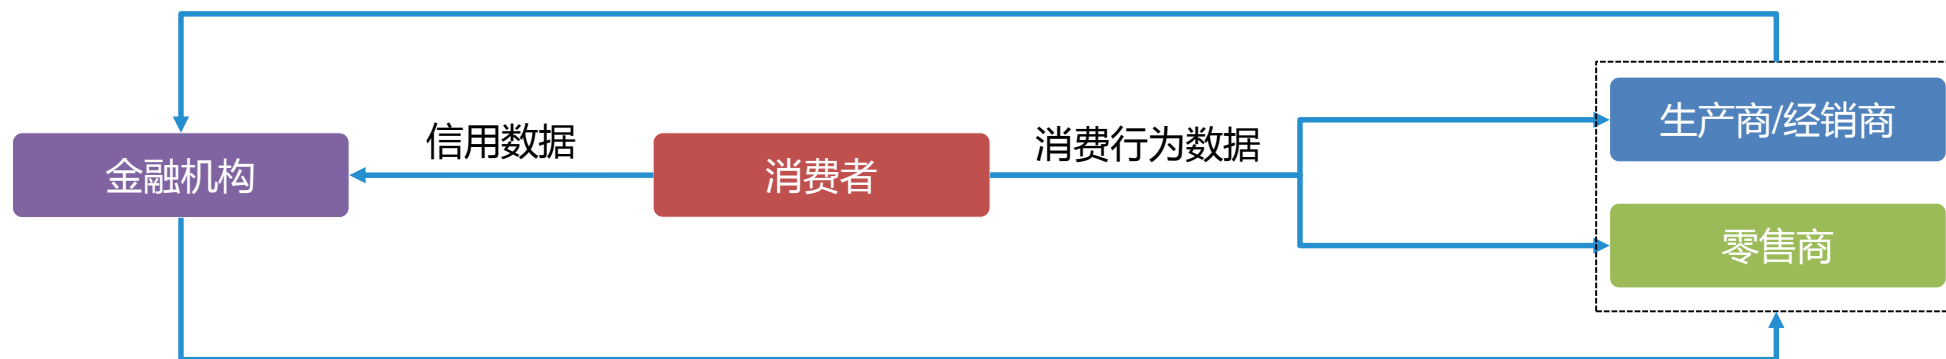 生产商/经销商
信用数据
消费行为数据
金融机构
消费者
零售商